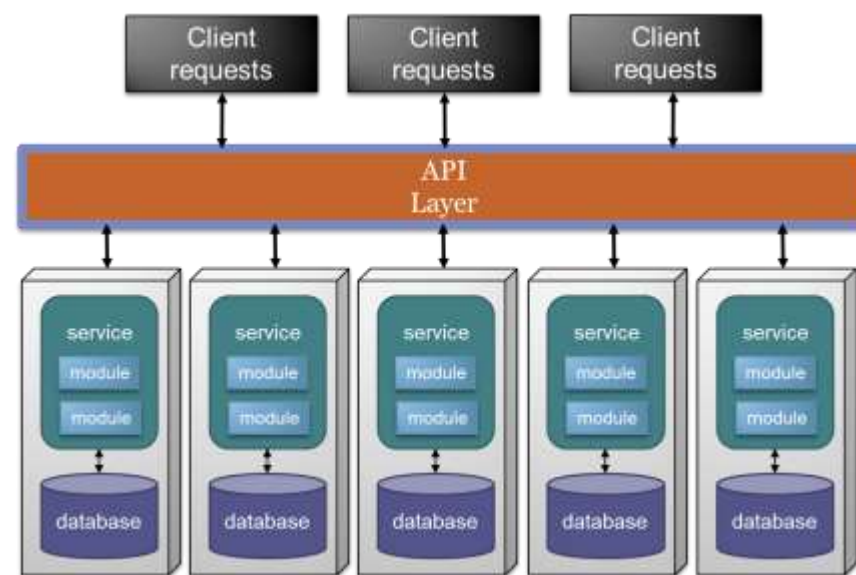 Client
requests
Client
requests
Client
requests
API
Layer
service
module
module
database
service
module
module
database
service
module
module
database
service
module
module
database
service
module
module
database